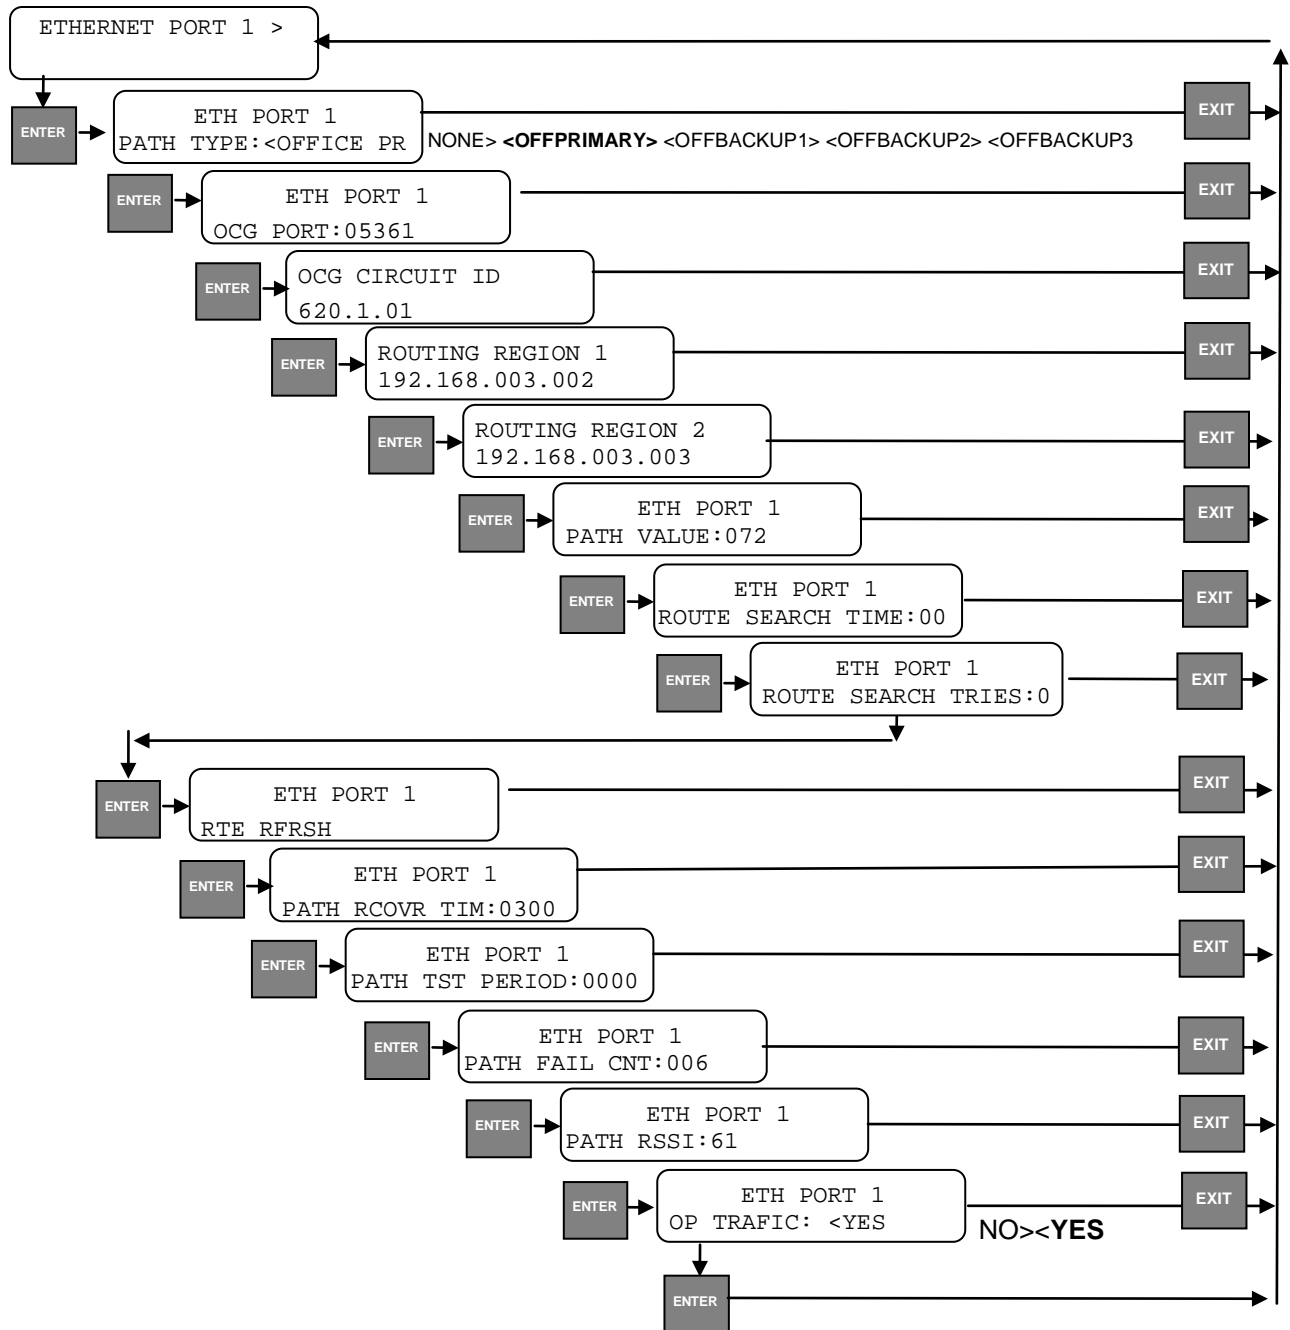 ETHERNET PORT 1 >
ENTER
ETH PORT 1
PATH TYPE:<OFFICE PR
NONE> <OFFPRIMARY> <OFFBACKUP1> <OFFBACKUP2> <OFFBACKUP3
EXIT
ENTER
ETH PORT 1
OCG PORT:05361
EXIT
ENTER
OCG CIRCUIT ID
620.1.01
EXIT
ENTER
ROUTING REGION 1
192.168.003.002
EXIT
ENTER
ROUTING REGION 2
192.168.003.003
EXIT
ENTER
ETH PORT 1
PATH VALUE:072
EXIT
ENTER
ETH PORT 1
ROUTE SEARCH TIME:00
EXIT
ENTER
ETH PORT 1
ROUTE SEARCH TRIES:0
EXIT
ENTER
ETH PORT 1
RTE RFRSH
EXIT
ENTER
ETH PORT 1
PATH RCOVR TIM:0300
EXIT
ENTER
ETH PORT 1
PATH TST PERIOD:0000
EXIT
ENTER
ETH PORT 1
PATH FAIL CNT:006
EXIT
ENTER
ETH PORT 1
PATH RSSI:61
EXIT
ENTER
ETH PORT 1
OP TRAFIC: <YES
NO><YES
EXIT
ENTER